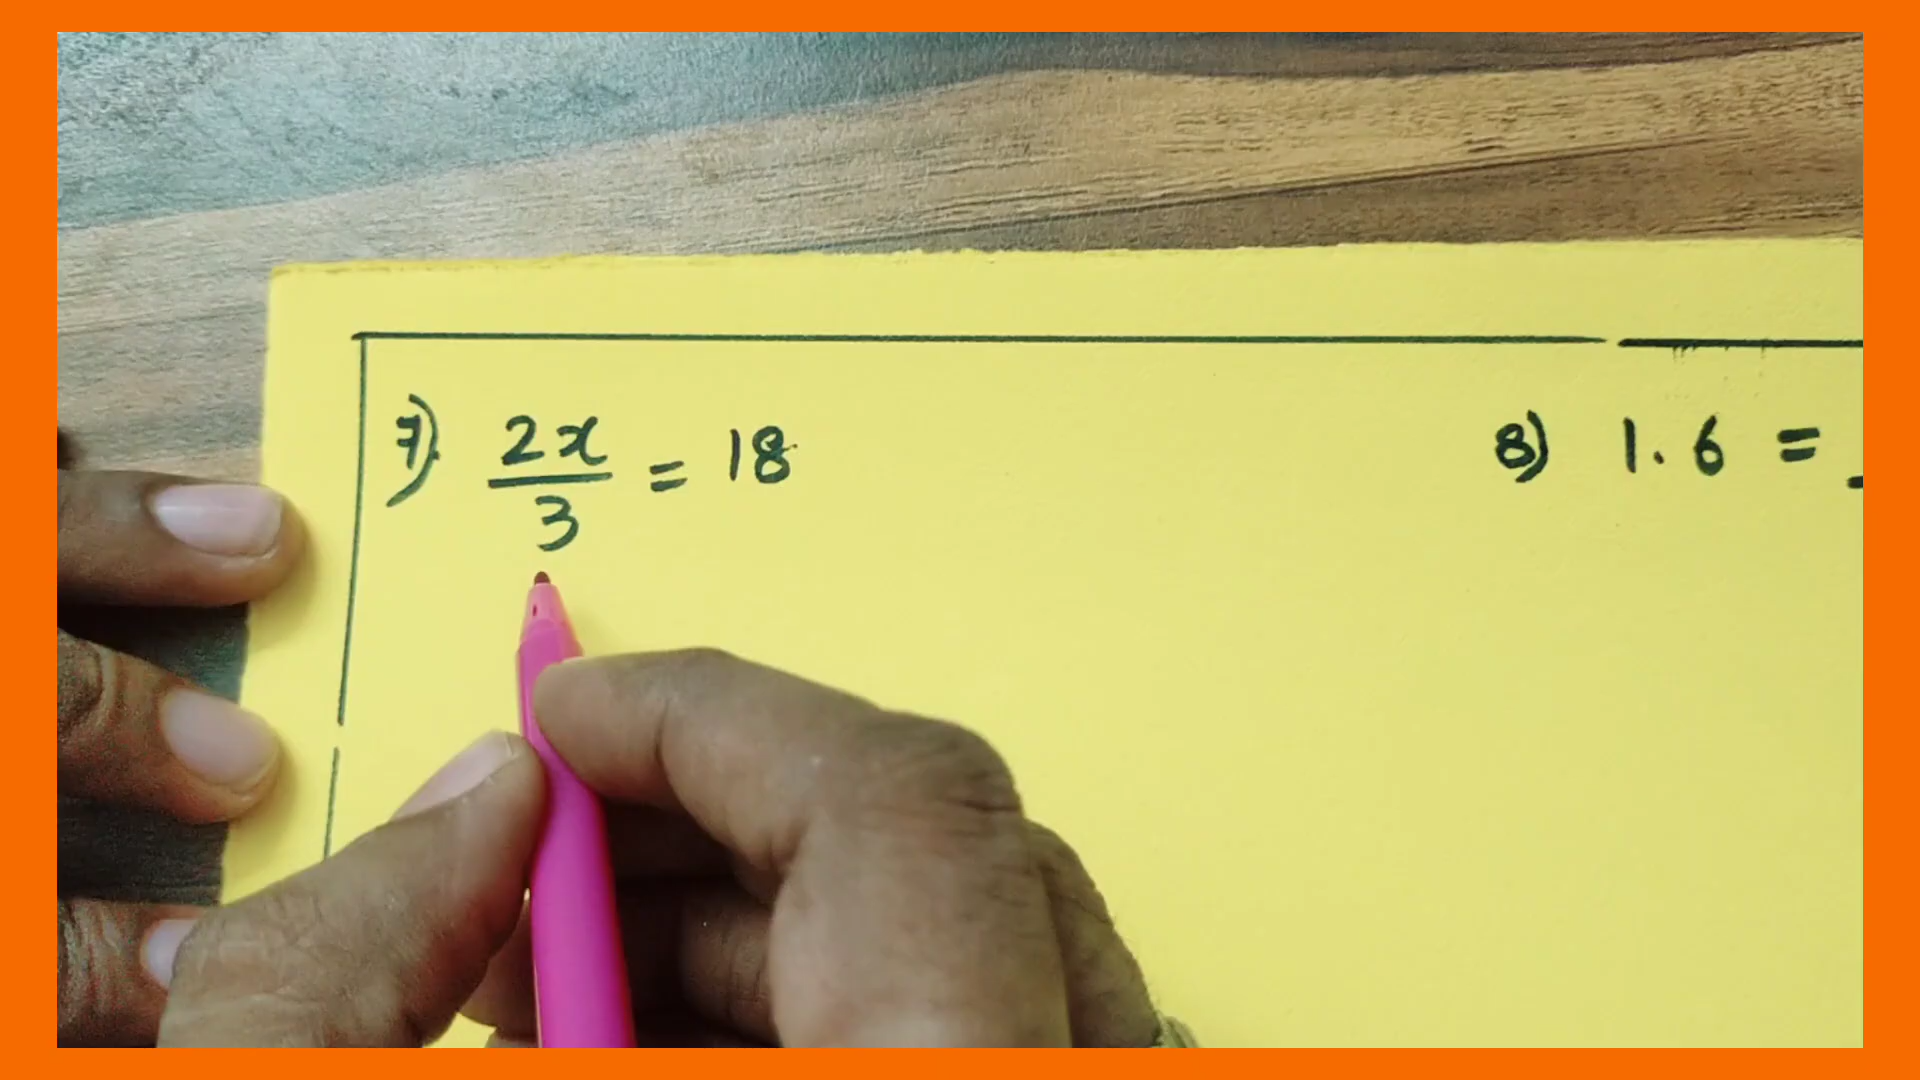 7). 2x/3 = 18
8) 1.6 =